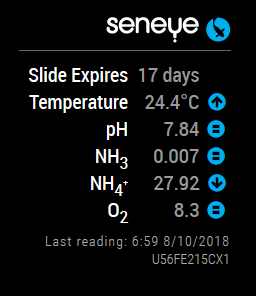 seneye
Slide Expires 17 days
Temperature 24.4°C
pH 7.84
NH3 0.007
NH4+ 27.92
O2 8.3
Last reading: 6:59 8/10/2018
U56FE215CX1